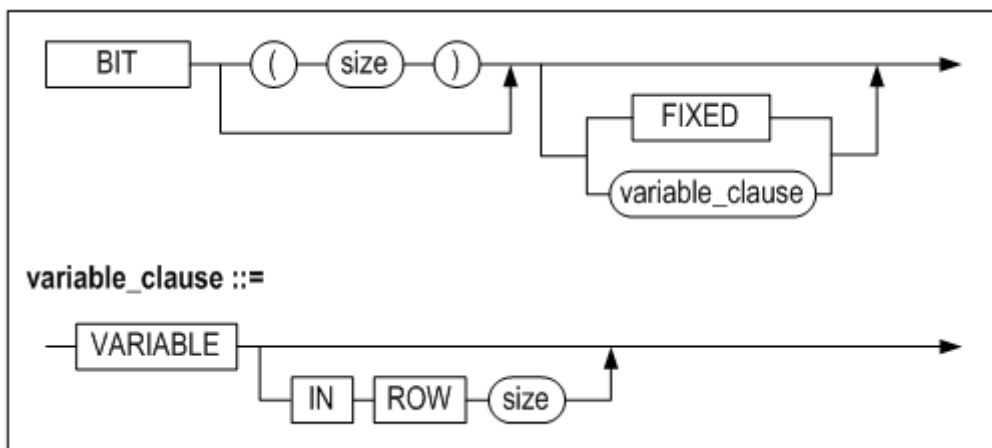 BIT ( size )
FIXED
variable_clause
variable_clause ::=
VARIABLE
IN ROW size